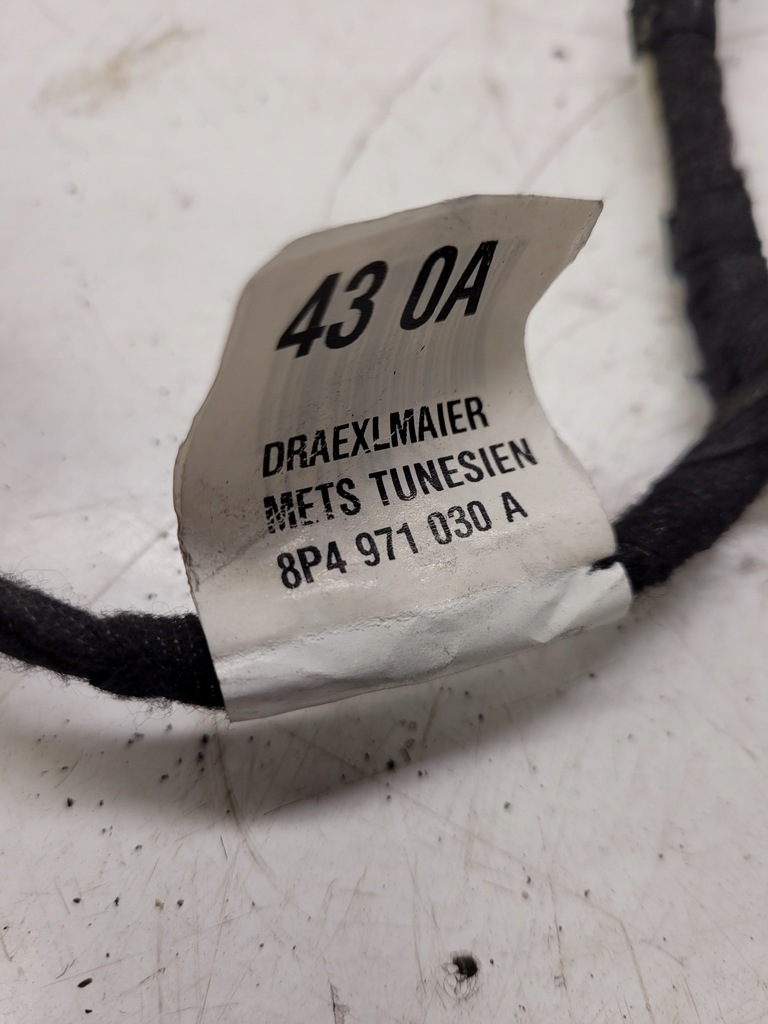 43 0A
DRAEXLMAIER
METS TUNESIEN
8P4 971 030 A